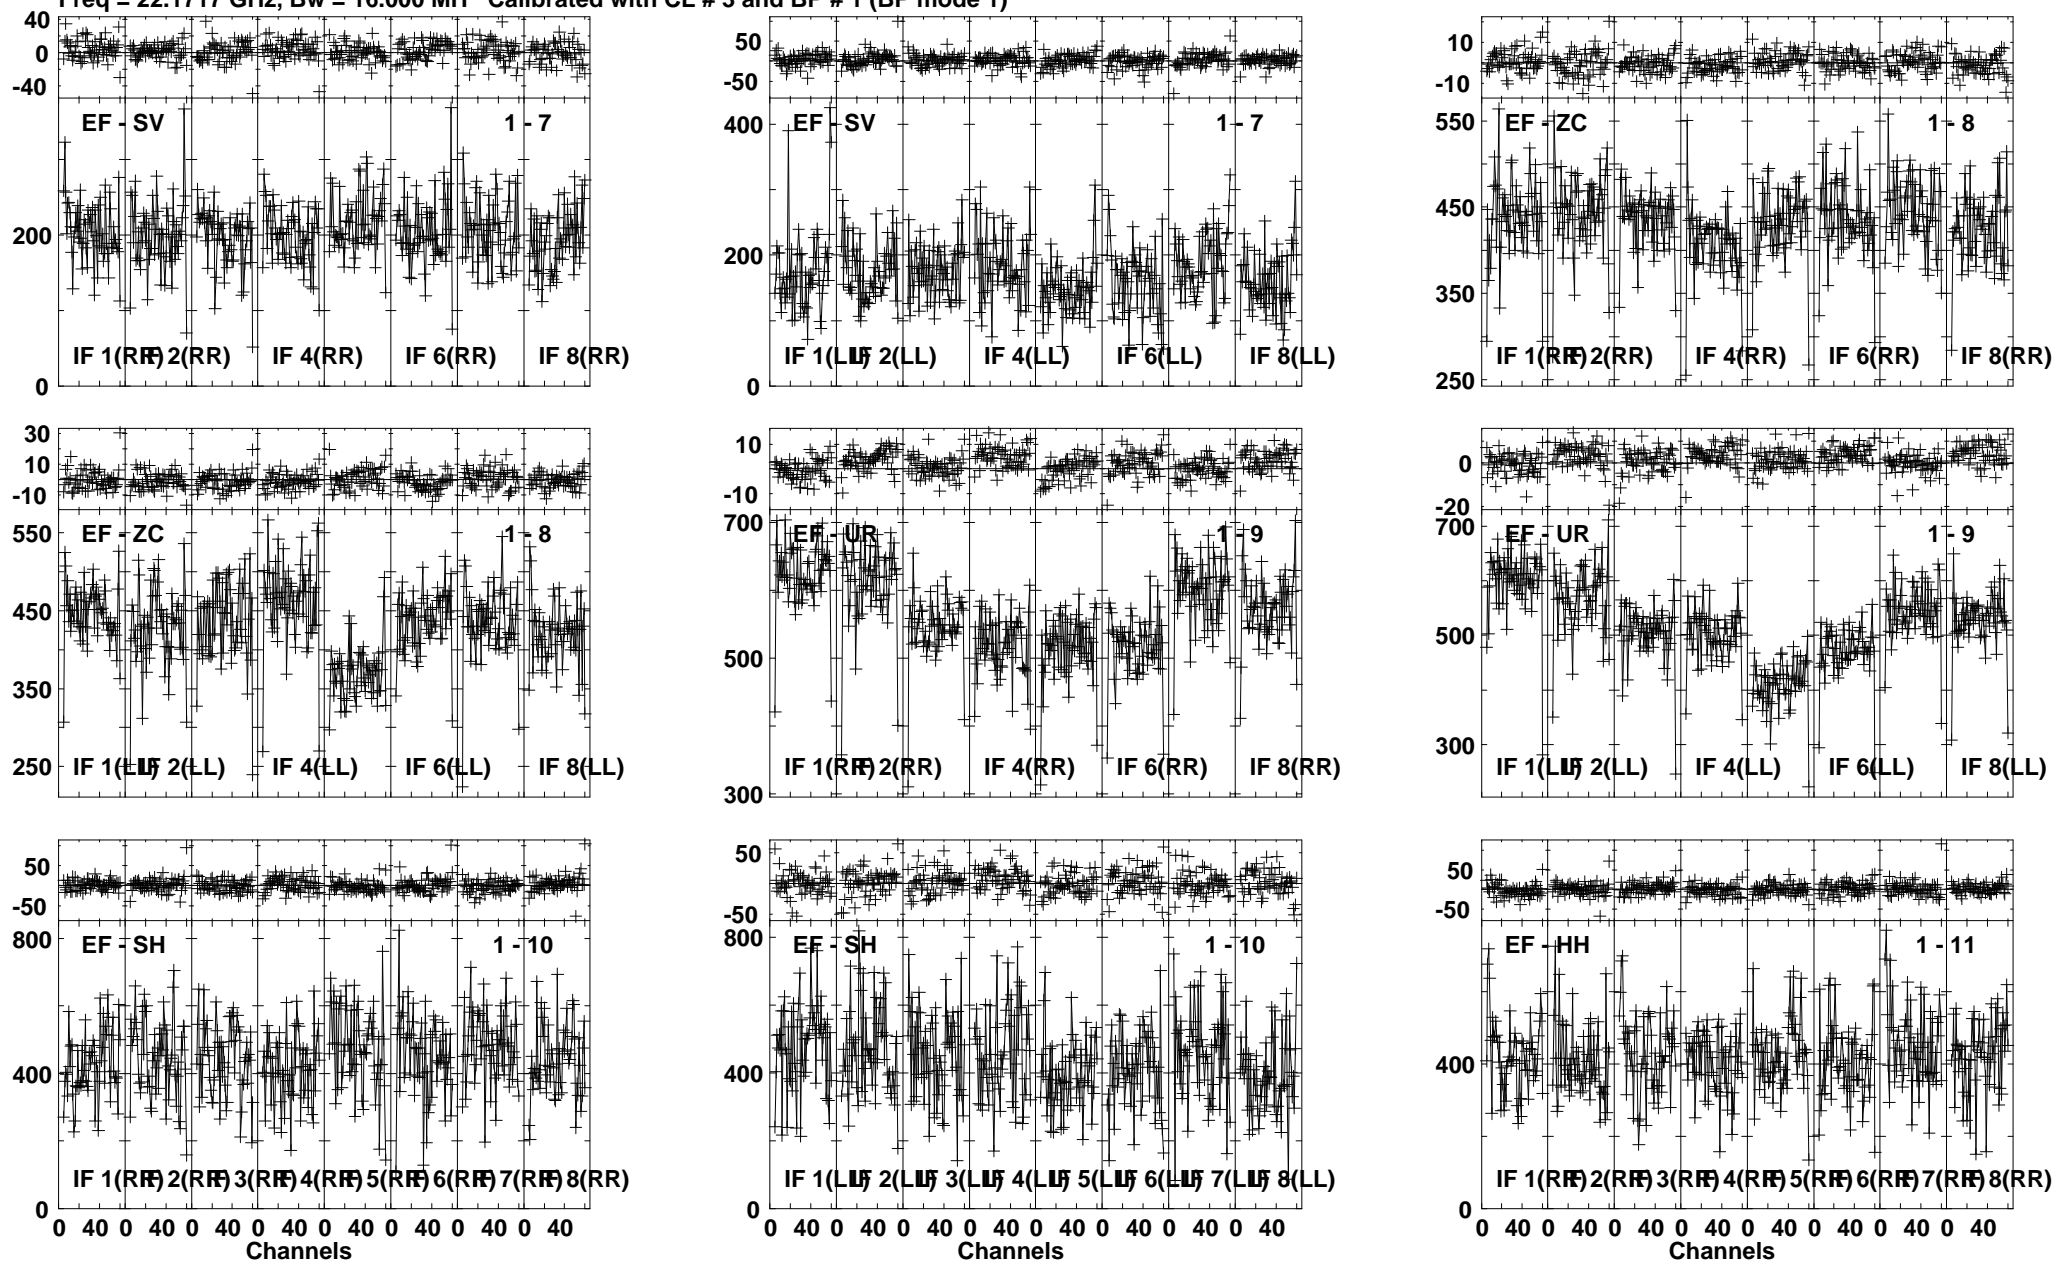 Freq = 22.1717 GHz, Bw = 16.000 MH Calibrated with CL # 3 and BP # 1 (BP mode 1)
40
0
-40
EF - SV 1 - 7
200
IF 1(RR) IF 2(RR) IF 4(RR) IF 6(RR) IF 8(RR)
0
50
-50
400 EF - SV 1 - 7
200
IF 1(LL) IF 2(LL) IF 4(LL) IF 6(LL) IF 8(LL)
0
10
-10
550 EF - ZC 1 - 8
450
350
IF 1(RR) IF 2(RR) IF 4(RR) IF 6(RR) IF 8(RR)
250
30
10
-10
550 EF - ZC 1 - 8
450
350
250 IF 1(LL) IF 2(LL) IF 4(LL) IF 6(LL) IF 8(LL)
10
-10
700 EF - UR 1 - 9
500
IF 1(RR) IF 2(RR) IF 4(RR) IF 6(RR) IF 8(RR)
300
0
-20
700 EF - UR 1 - 9
500
300
IF 1(LL) IF 2(LL) IF 4(LL) IF 6(LL) IF 8(LL)
50
-50
800 EF - SH 1 - 10
400
IF 1(RR) IF 2(RR) IF 3(RR) IF 4(RR) IF 5(RR) IF 6(RR) IF 7(RR) IF 8(RR)
0
0 40 0 40 0 40 0 40 0 40 0 40 0 40 0 40
Channels
50
-50
800 EF - SH 1 - 10
400
IF 1(LL) IF 2(LL) IF 3(LL) IF 4(LL) IF 5(LL) IF 6(LL) IF 7(LL) IF 8(LL)
0
0 40 0 40 0 40 0 40 0 40 0 40 0 40 0 40
Channels
50
-50
EF - HH 1 - 11
400
IF 1(RR) IF 2(RR) IF 3(RR) IF 4(RR) IF 5(RR) IF 6(RR) IF 7(RR) IF 8(RR)
0
0 40 0 40 0 40 0 40 0 40 0 40 0 40 0 40
Channels